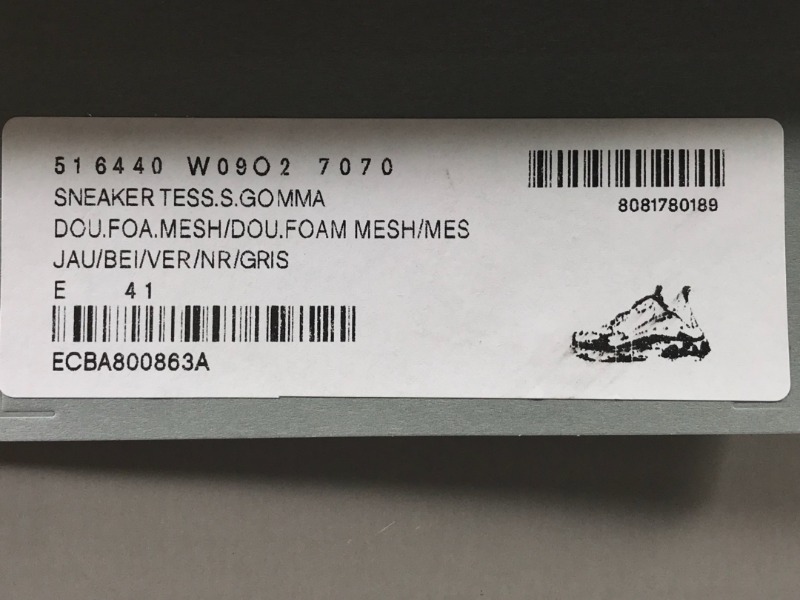 516440 W09O2 7070
SNEAKER TESS.S.GOMMA
DOU.FOA.MESH/DOU.FOAM MESH/MES
JAU/BEI/VER/NR/GRIS
E 41
ECBA800863A
8081780189